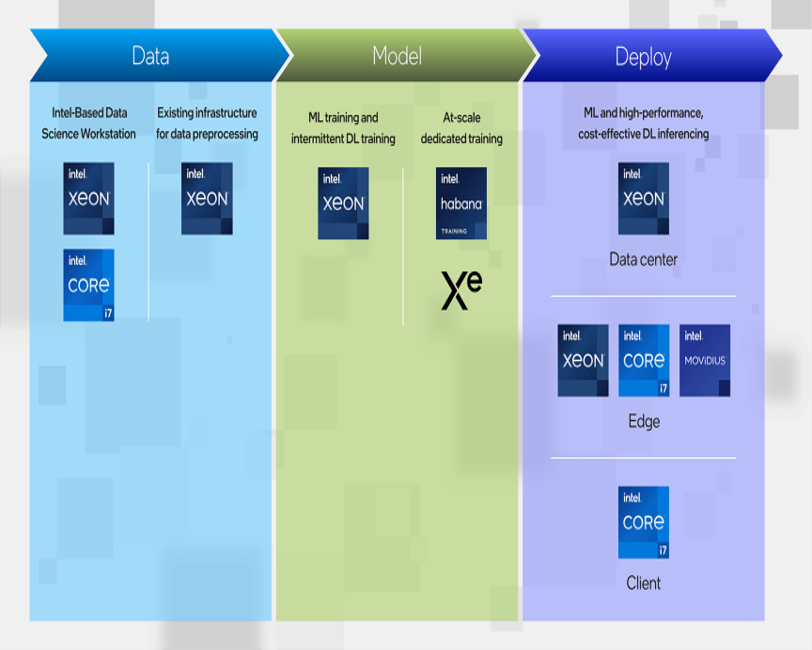 Data
Model
Deploy
Intel-Based Data
Science Workstation
intel.
XEON
intel.
CORE
i7
Existing infrastructure
for data preprocessing
intel.
XEON
ML training and
intermittent DL training
intel.
XEON
At-scale
dedicated training
intel.
habana
TRAINING
Xe
ML and high-performance,
cost-effective DL inferencing
intel.
XEON
Data center
intel.
XEON
intel.
CORE
i7
intel.
MOVIDIUS
Edge
intel.
CORE
i7
Client